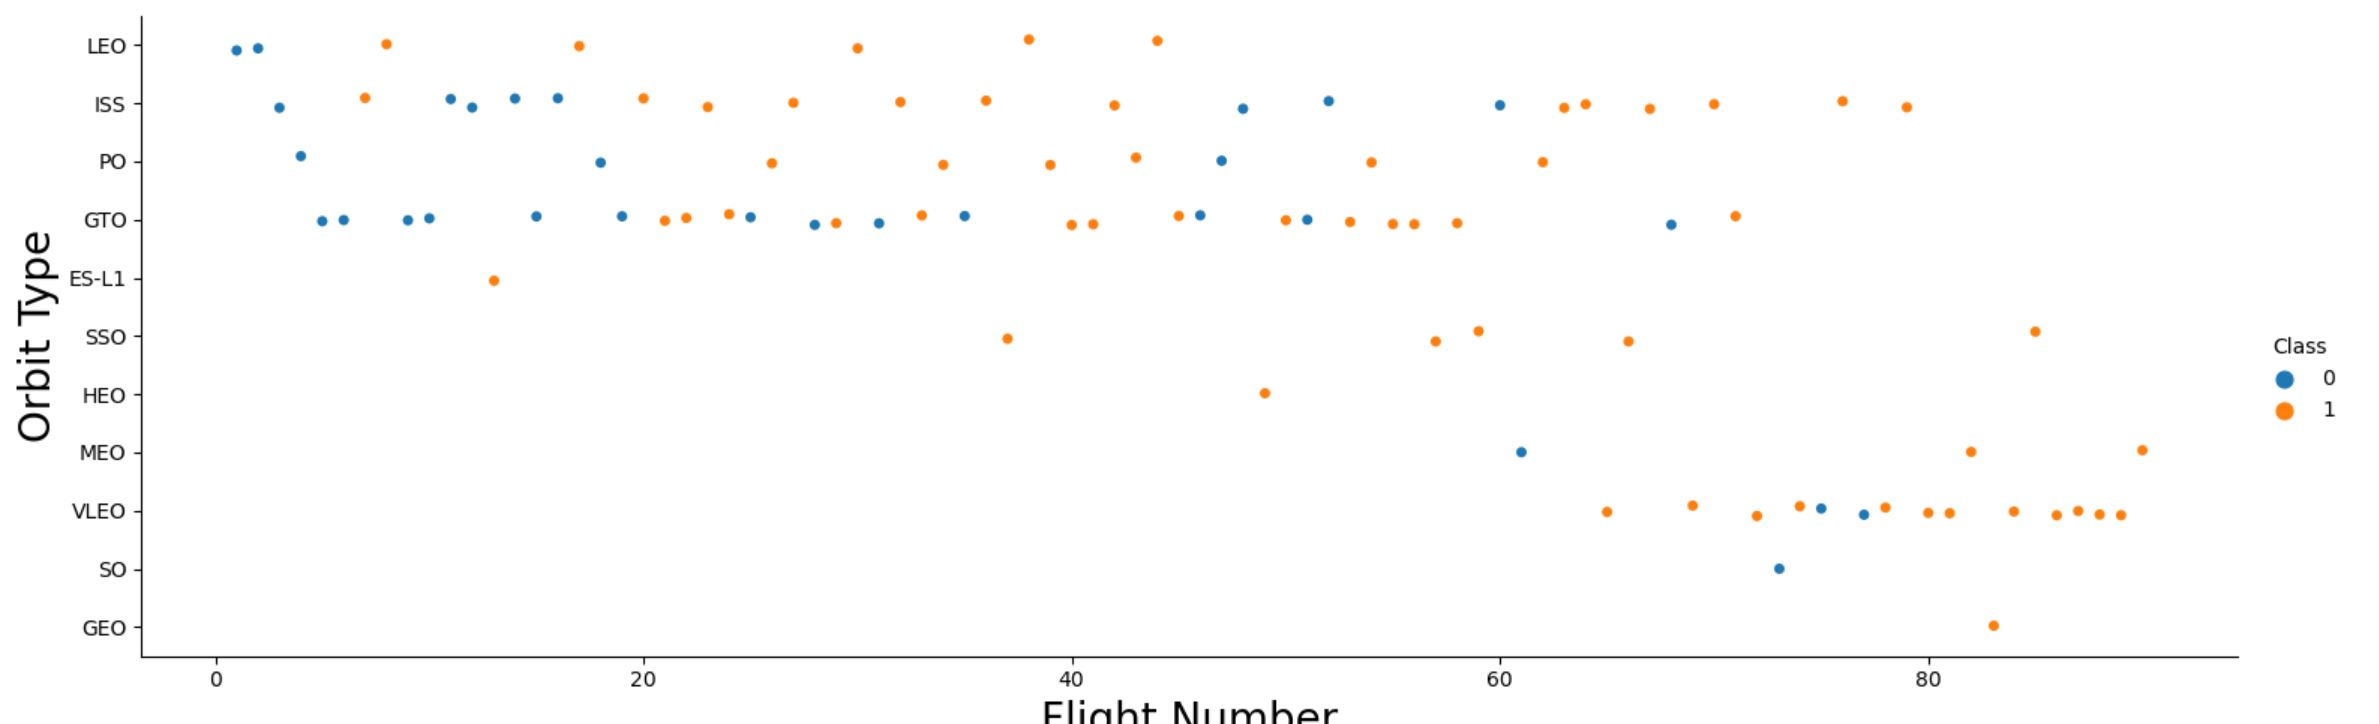 Orbit Type
LEO
ISS
PO
GTO
ES-L1
SSO
HEO
MEO
VLEO
SO
GEO
0 20 40 60 80
Flight Number
Class
0
1